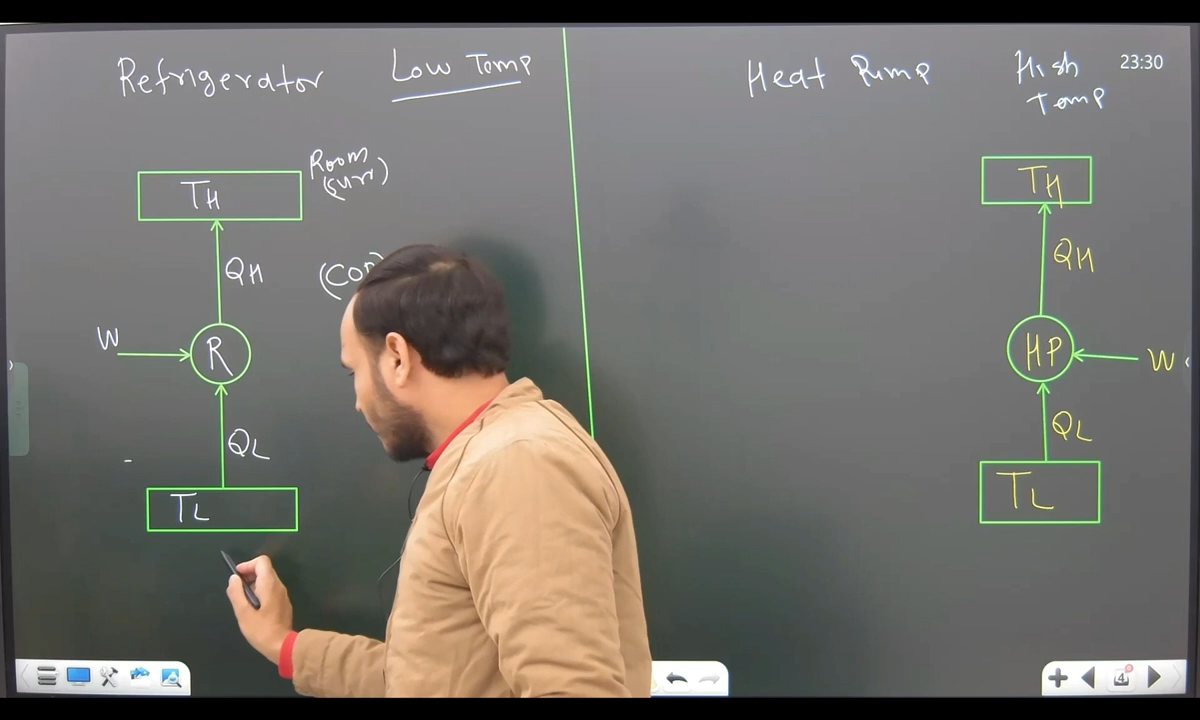 Refrigerator
Low Temp
Heat Pump
High
Temp
23:30
Room
(surr)
TH
QH
W
R
QL
TL
TH
QH
HP
W
QL
TL
4